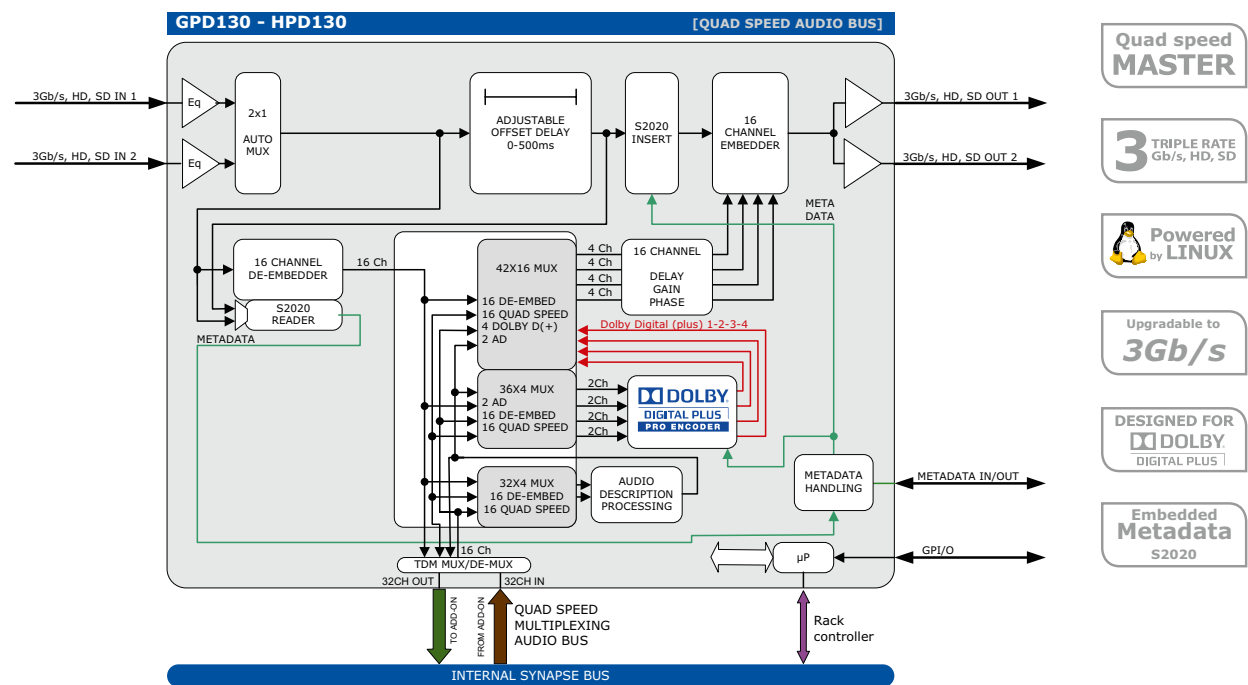 GPD130 - HPD130
[QUAD SPEED AUDIO BUS]
3Gb/s, HD, SD IN 1
3Gb/s, HD, SD IN 2
Eq
Eq
2x1
AUTO
MUX
ADJUSTABLE
OFFSET DELAY
0-500ms
S2020
INSERT
16
CHANNEL
EMBEDDER
3Gb/s, HD, SD OUT 1
3Gb/s, HD, SD OUT 2
META
DATA
16 CHANNEL
DE-EMBEDDER
16 Ch
S2020
READER
METADATA
42X16 MUX
16 DE-EMBED
16 QUAD SPEED
4 DOLBY D(+)
2 AD
4 Ch
4 Ch
4 Ch
4 Ch
16 CHANNEL
DELAY
GAIN
PHASE
Dolby Digital (plus) 1-2-3-4
36X4 MUX
2 AD
16 DE-EMBED
16 QUAD SPEED
2Ch
2Ch
2Ch
2Ch
DOLBY
DIGITAL PLUS
PRO ENCODER
32X4 MUX
16 DE-EMBED
16 QUAD SPEED
AUDIO
DESCRIPTION
PROCESSING
METADATA
HANDLING
METADATA IN/OUT
16 Ch
TDM MUX/DE-MUX
32CH OUT
32CH IN
µP
GPI/O
TO ADD-ON
FROM ADD-ON
QUAD SPEED
MULTIPLEXING
AUDIO BUS
Rack
controller
INTERNAL SYNAPSE BUS
Quad speed
MASTER
3 TRIPLE RATE
Gb/s, HD, SD
Powered
by LINUX
Upgradable to
3Gb/s
DESIGNED FOR
DOLBY
DIGITAL PLUS
Embedded
Metadata
S2020